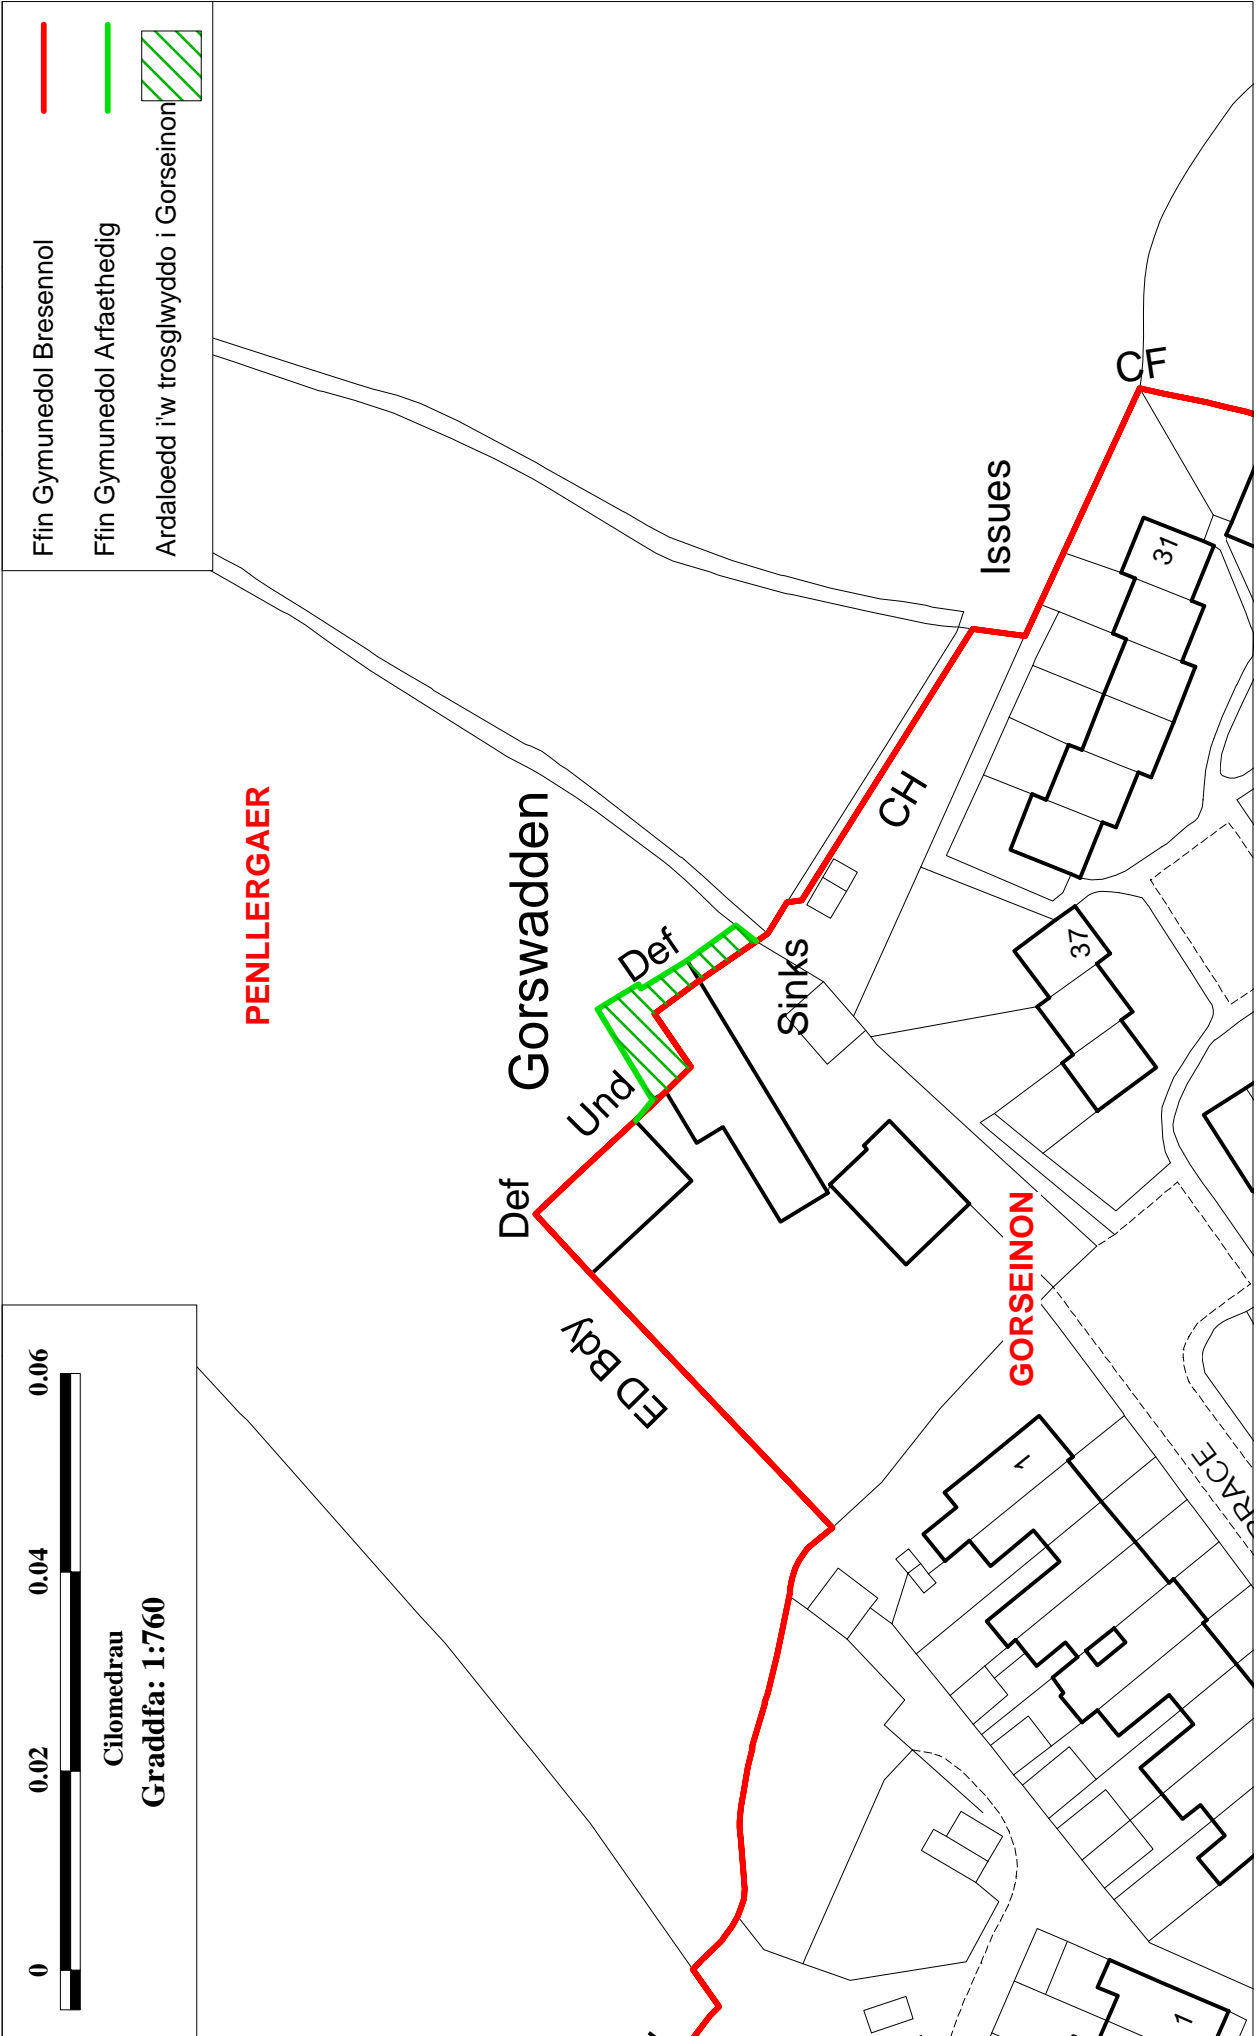 Ffin Gymunedol Bresennol
Ffin Gymunedol Arfaethedig
Ardaloedd i'w trosglwyddo i Gorseinon
0 0.02 0.04 0.06
Cilomedrau
Graddfa: 1:760
PENLLERGAER
Gorswadden
Def
Und
Def
ED Bdy
Sinks
CH
Issues
CF
31
37
GORSEINON
1
RACE
1